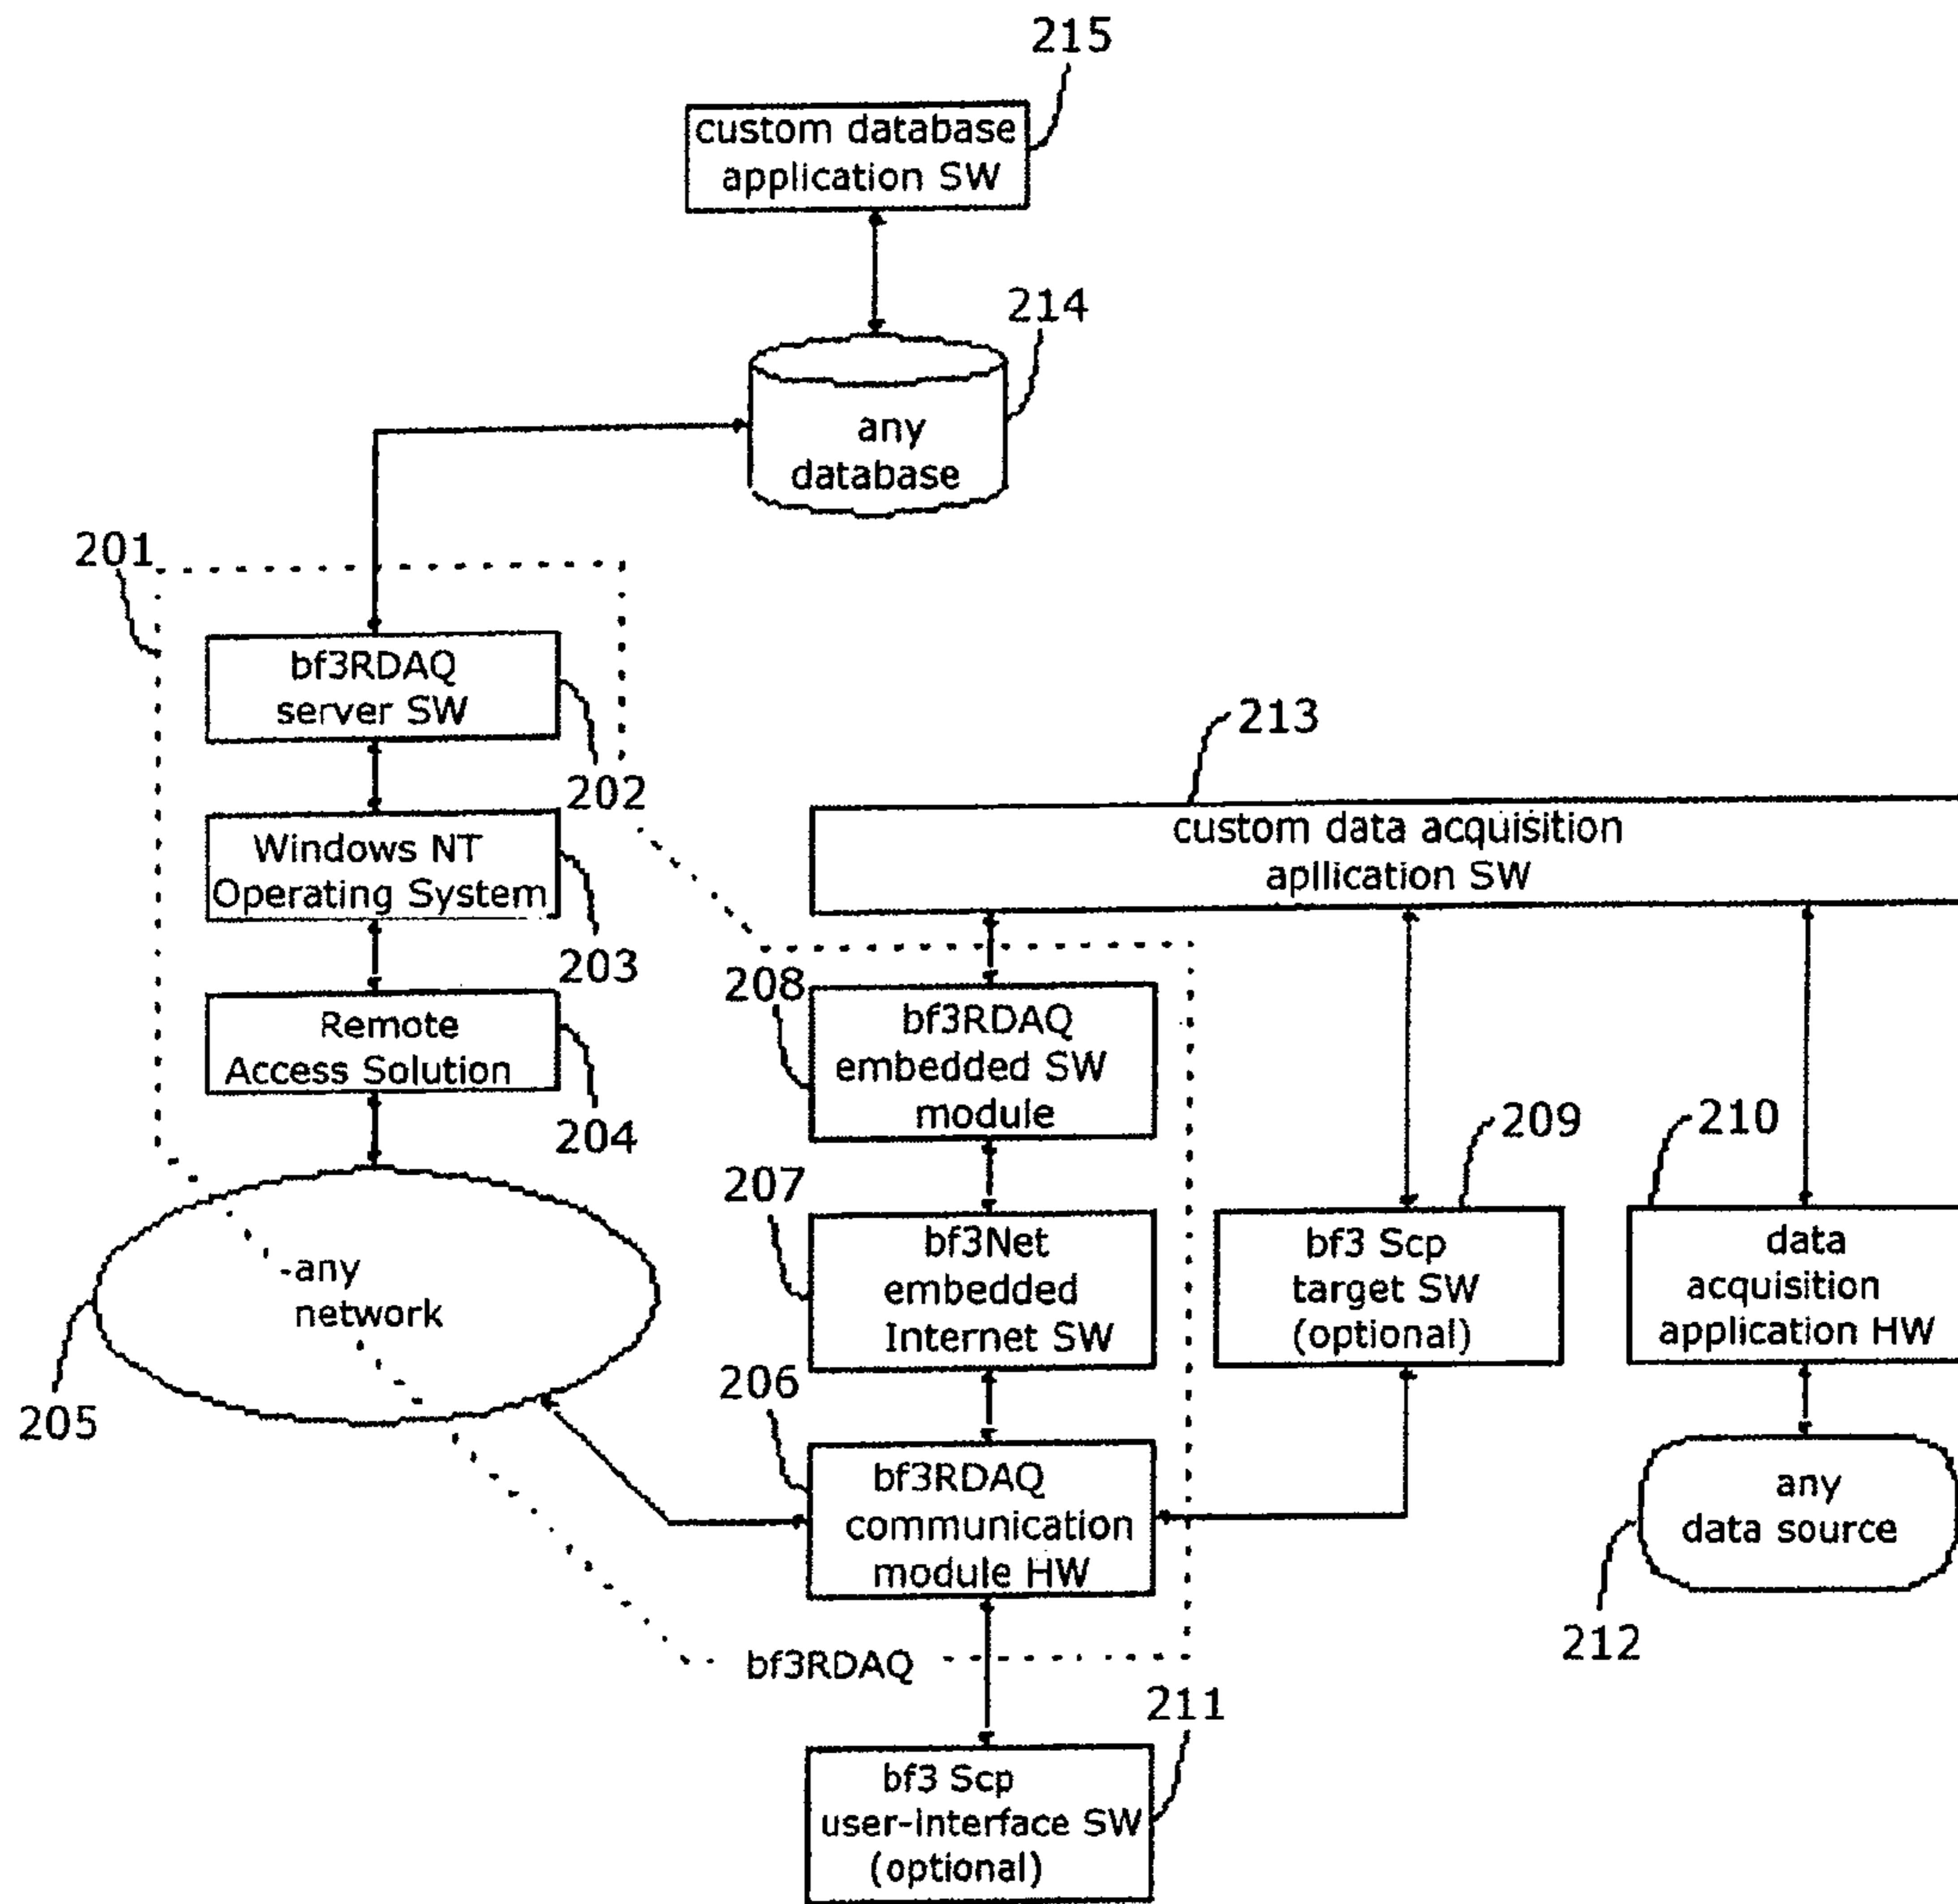 215
custom database
application SW
214
any
database
201
bf3RDAQ
server SW
202
213
Windows NT
Operating System
203
custom data acquisition
apllication SW
208
Remote
Access Solution
204
bf3RDAQ
embedded SW
module
209
210
207
any
network
205
bf3Net
embedded
Internet SW
bf3 Scp
target SW
(optional)
data
acquisition
application HW
206
bf3RDAQ
communication
module HW
any
data source
212
bf3RDAQ
211
bf3 Scp
user-interface SW
(optional)